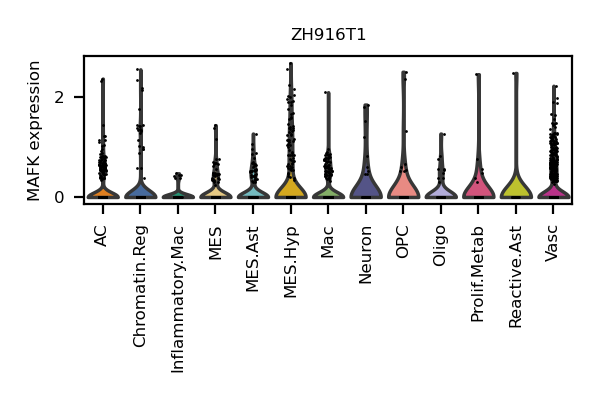 ZH916T1
MAFK expression
2
0
AC
Chromatin.Reg
Inflammatory.Mac
MES
MES.Ast
MES.Hyp
Mac
Neuron
OPC
Oligo
Prolif.Metab
Reactive.Ast
Vasc